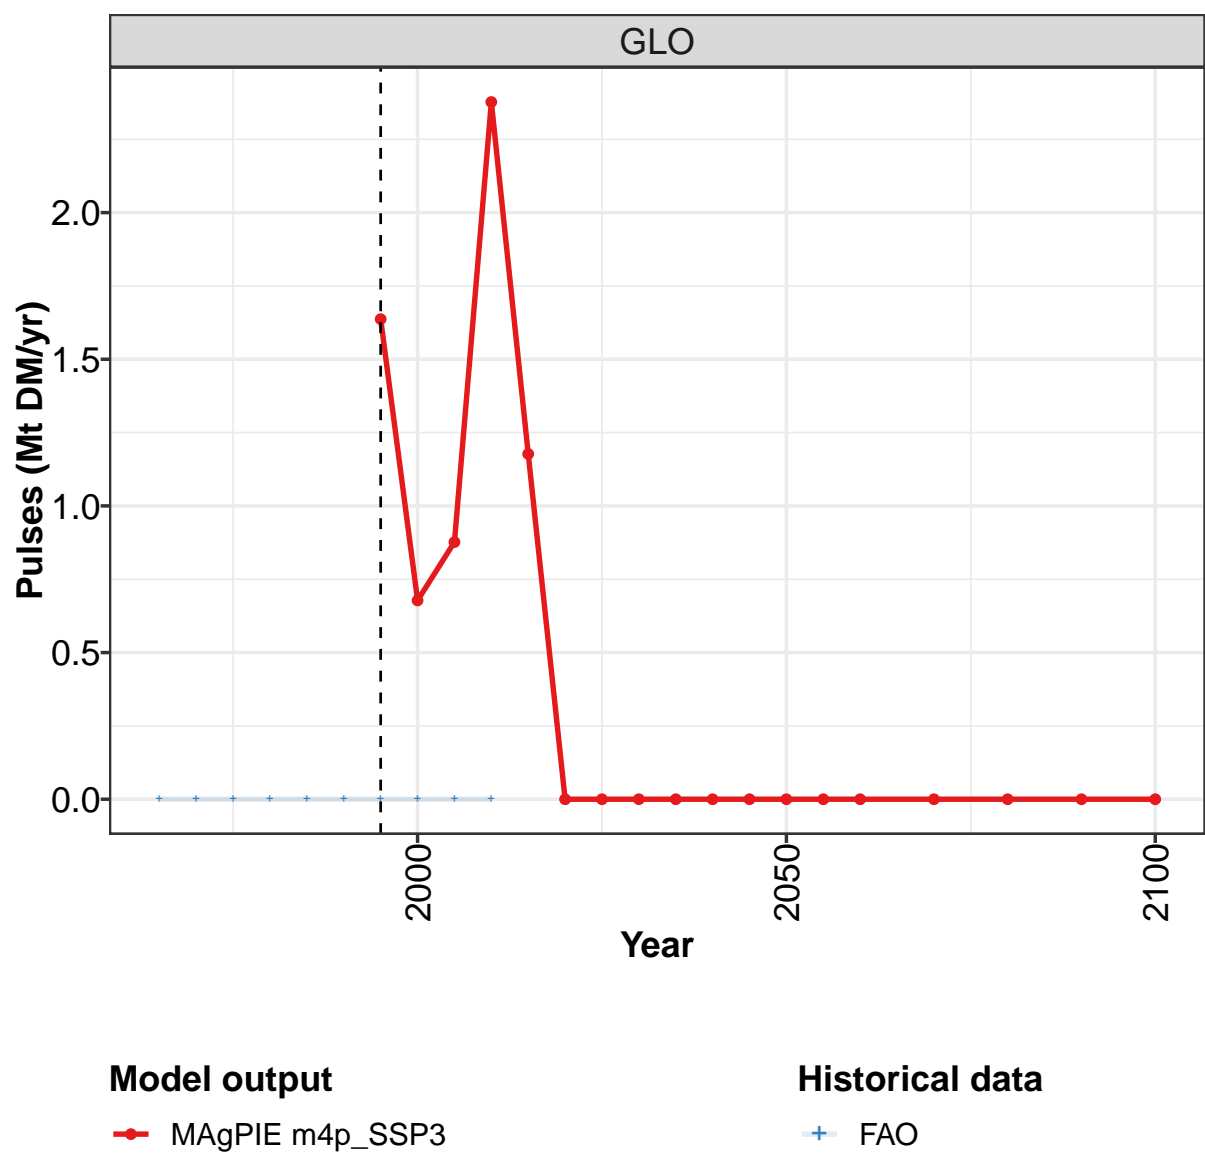 GLO
Pulses (Mt DM/yr)
2.0
1.5
1.0
0.5
0.0
2000 2050 2100
Year
Model output Historical data
MAgPIE m4p_SSP3 FAO